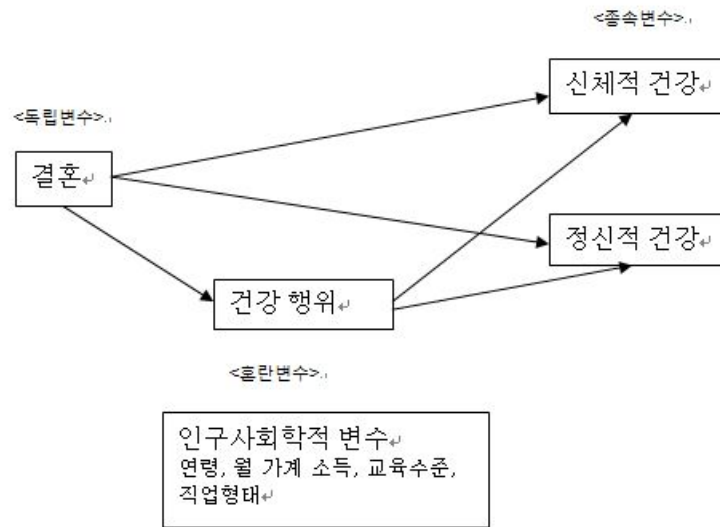 <종속변수>
신체적 건강
<독립변수>
결혼
정신적 건강
건강 행위
<혼란변수>
인구사회학적 변수
연령, 월 가계 소득, 교육수준,
직업형태